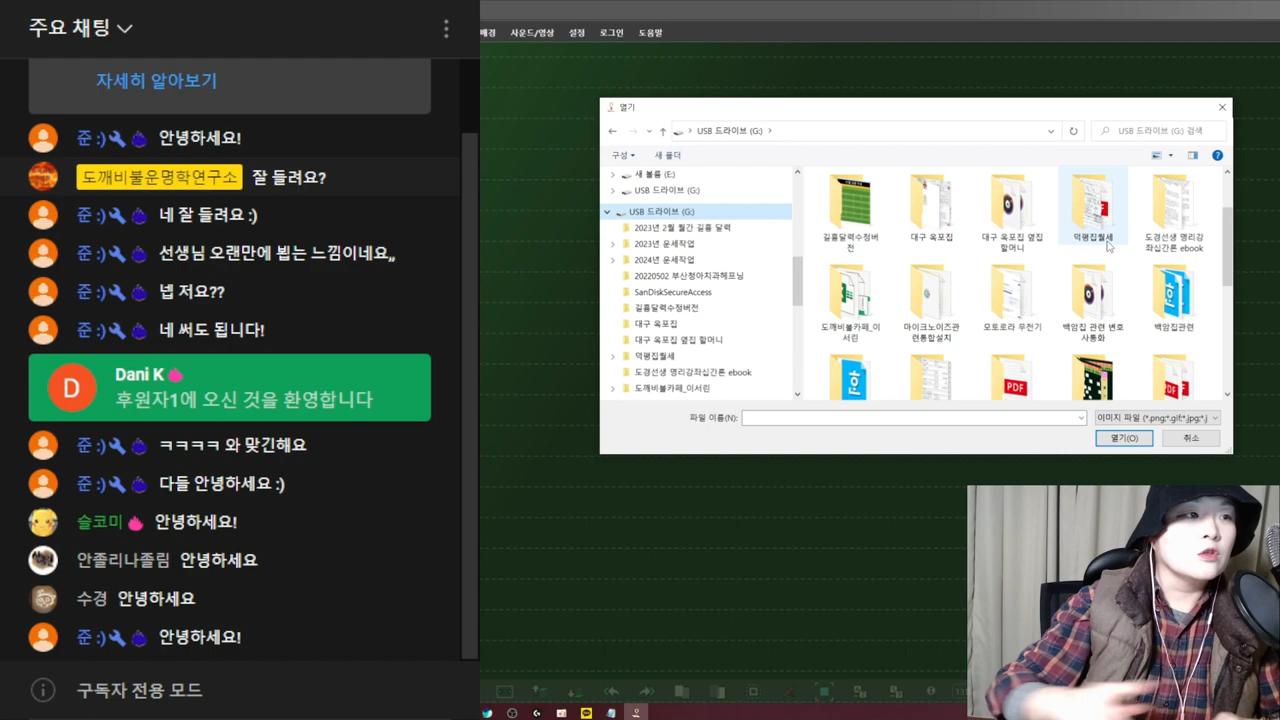 주요 채팅
자세히 알아보기
준 :) 안녕하세요!
도깨비불운명학연구소 잘 들려요?
준 :) 네 잘 들려요 :)
준 :) 선생님 오랜만에 뵙는 느낌이네요,,
준 :) 넵 저요??
준 :) 네 써도 됩니다!
D
Dani K
후원자1에 오신 것을 환영합니다
준 :) ㅋㅋㅋㅋ 와 맞긴해요
준 :) 다들 안녕하세요 :)
슬코미 안녕하세요!
안졸리나졸림 안녕하세요
수경 안녕하세요
준 :) 안녕하세요!
구독자 전용 모드
배경 사운드/영상 설정 로그인 도움말
열기
USB 드라이브 (G:)
USB 드라이브 (G:) 검색
구성 새 폴더
새 볼륨 (E:)
USB 드라이브 (G:)
USB 드라이브 (G:)
2023년 2월 월간 길흉 달력
2023년 운세작업
2024년 운세작업
20220502 부산청아치과헤프닝
SanDiskSecureAccess
길흉달력수정버전
대구 옥포집
대구 옥포집 옆집 할머니
덕평집월세
도경선생 명리강좌십간론 ebook
도깨비불카페_이서린
길흉달력수정버
전
대구 옥포집
대구 옥포집 옆집
할머니
덕평집월세
도경선생 명리강
좌십간론 ebook
도깨비불카페_이
서린
마이크노이즈관
련통합설치
모토로라 무전기
백암집 관련 변호
사통화
백암집관련
PDF
파일 이름(N):
이미지 파일 (*.png;*.gif;*.jpg;*.j
열기(O)
취소